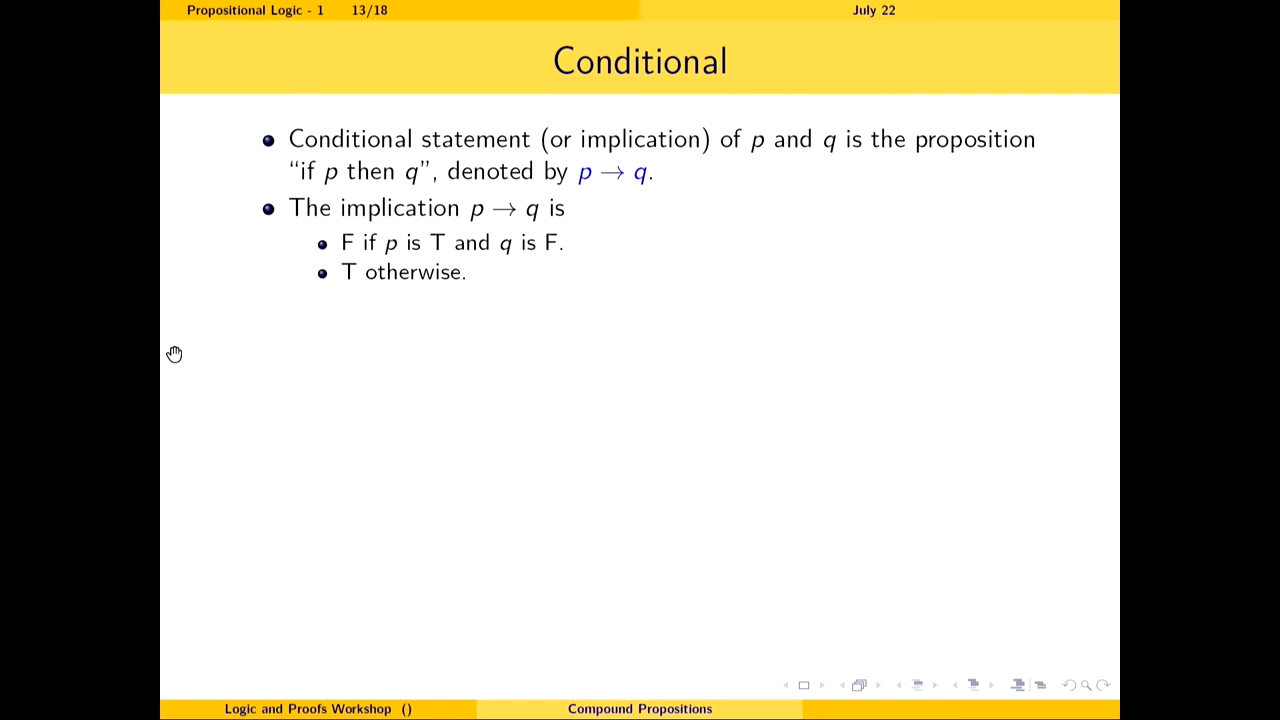 Propositional Logic - 1 13/18 July 22
Conditional
Conditional statement (or implication) of p and q is the proposition
“if p then q”, denoted by p → q.
The implication p → q is
F if p is T and q is F.
T otherwise.
Logic and Proofs Workshop () Compound Propositions